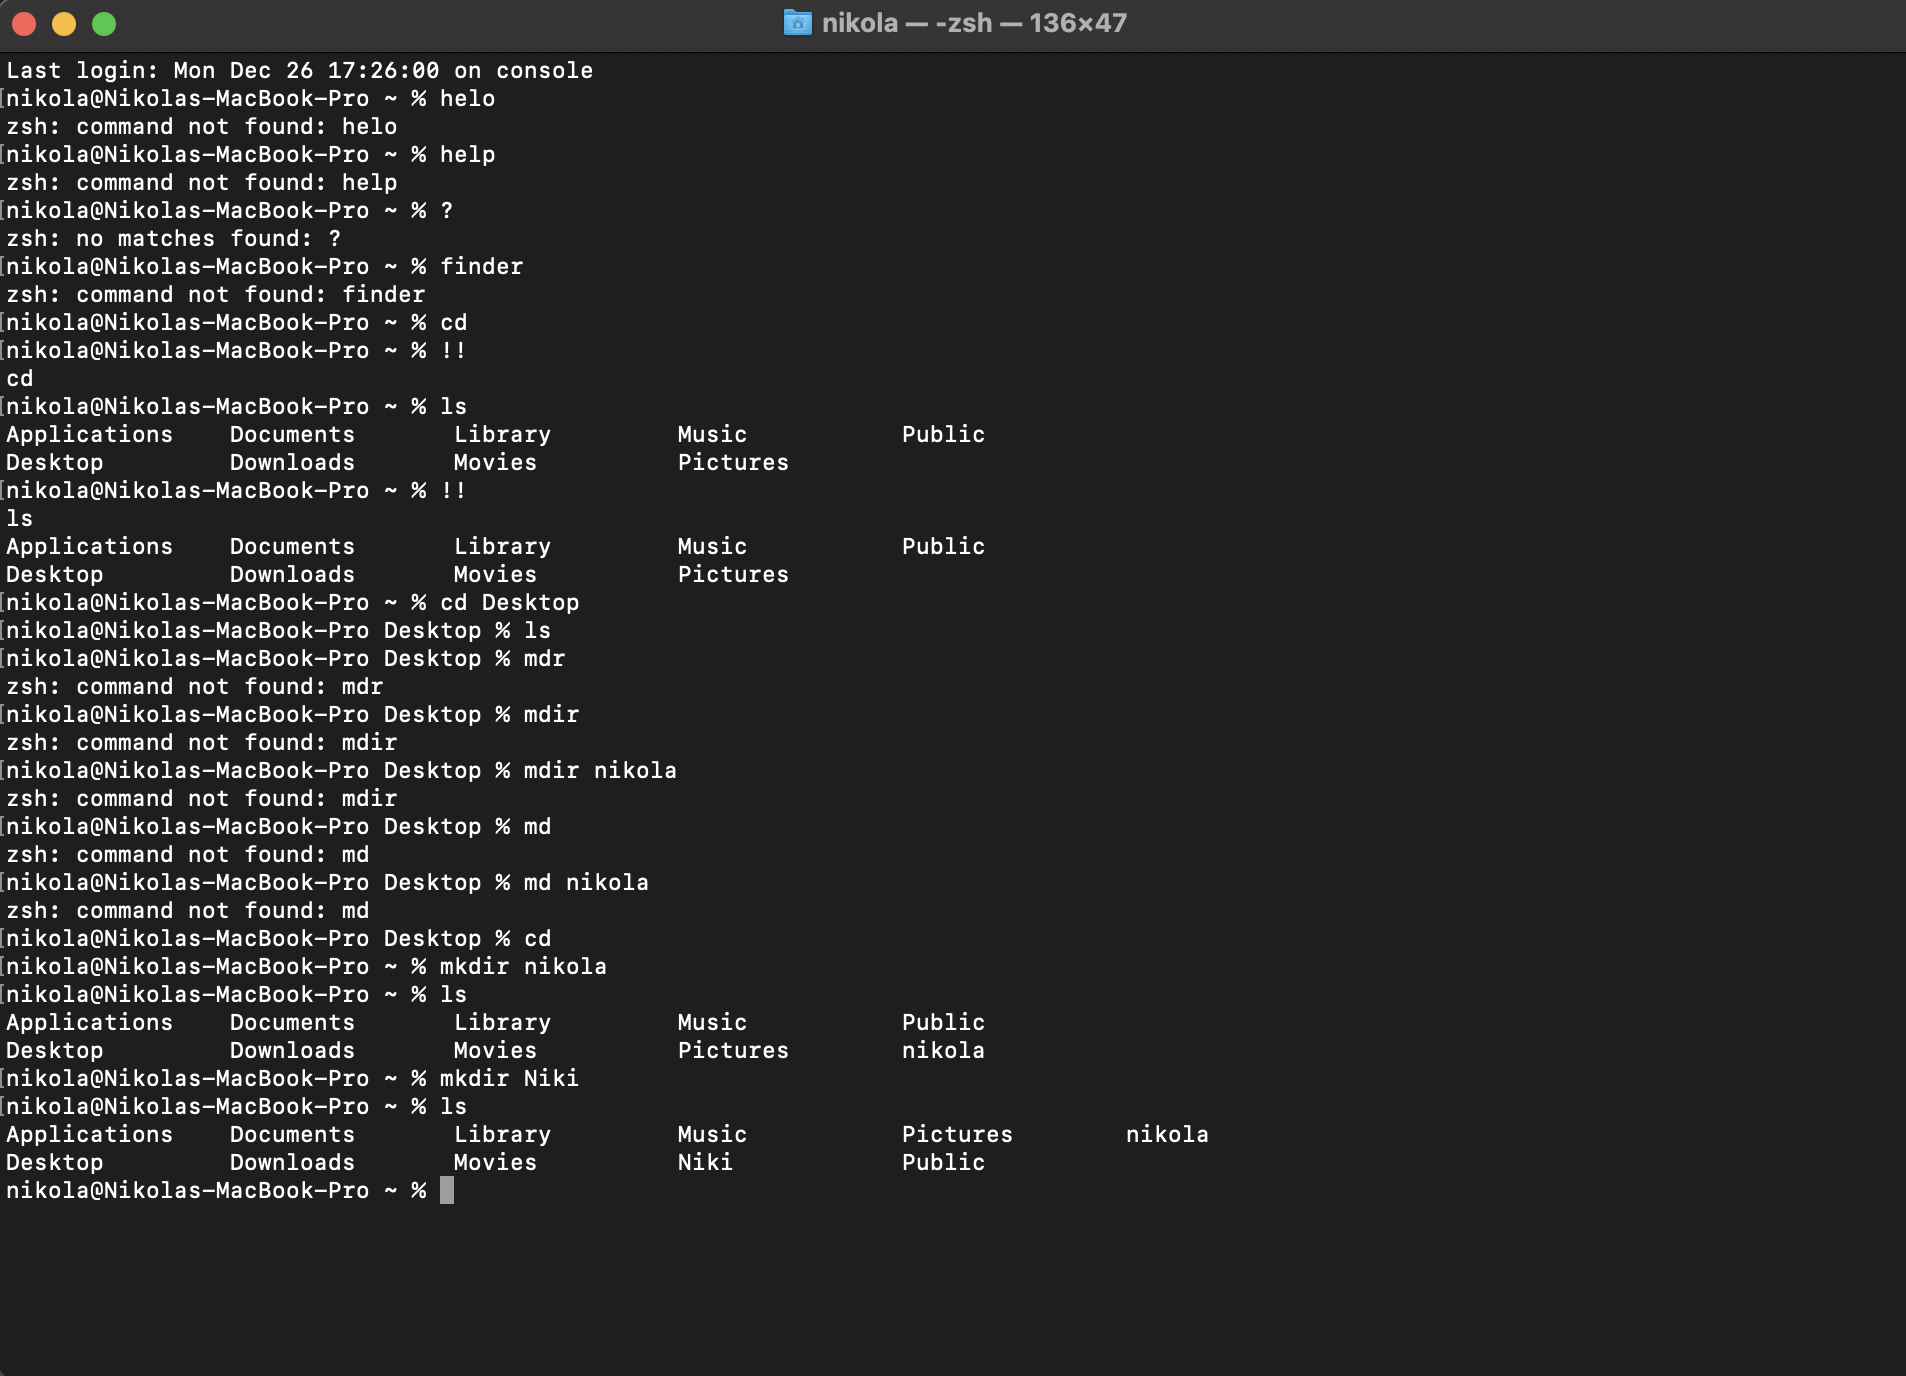 nikola — -zsh — 136×47
Last login: Mon Dec 26 17:26:00 on console
[nikola@Nikolas-MacBook-Pro ~ % helo
zsh: command not found: helo
[nikola@Nikolas-MacBook-Pro ~ % help
zsh: command not found: help
[nikola@Nikolas-MacBook-Pro ~ % ?
zsh: no matches found: ?
[nikola@Nikolas-MacBook-Pro ~ % finder
zsh: command not found: finder
[nikola@Nikolas-MacBook-Pro ~ % cd
[nikola@Nikolas-MacBook-Pro ~ % !!
cd
[nikola@Nikolas-MacBook-Pro ~ % ls
Applications    Documents       Library         Music           Public
Desktop         Downloads       Movies          Pictures
[nikola@Nikolas-MacBook-Pro ~ % !!
ls
Applications    Documents       Library         Music           Public
Desktop         Downloads       Movies          Pictures
[nikola@Nikolas-MacBook-Pro ~ % cd Desktop
[nikola@Nikolas-MacBook-Pro Desktop % ls
[nikola@Nikolas-MacBook-Pro Desktop % mdr
zsh: command not found: mdr
[nikola@Nikolas-MacBook-Pro Desktop % mdir
zsh: command not found: mdir
[nikola@Nikolas-MacBook-Pro Desktop % mdir nikola
zsh: command not found: mdir
[nikola@Nikolas-MacBook-Pro Desktop % md
zsh: command not found: md
[nikola@Nikolas-MacBook-Pro Desktop % md nikola
zsh: command not found: md
[nikola@Nikolas-MacBook-Pro Desktop % cd
[nikola@Nikolas-MacBook-Pro ~ % mkdir nikola
[nikola@Nikolas-MacBook-Pro ~ % ls
Applications    Documents       Library         Music           Public
Desktop         Downloads       Movies          Pictures        nikola
[nikola@Nikolas-MacBook-Pro ~ % mkdir Niki
[nikola@Nikolas-MacBook-Pro ~ % ls
Applications    Documents       Library         Music           Pictures        nikola
Desktop         Downloads       Movies          Niki            Public
nikola@Nikolas-MacBook-Pro ~ %